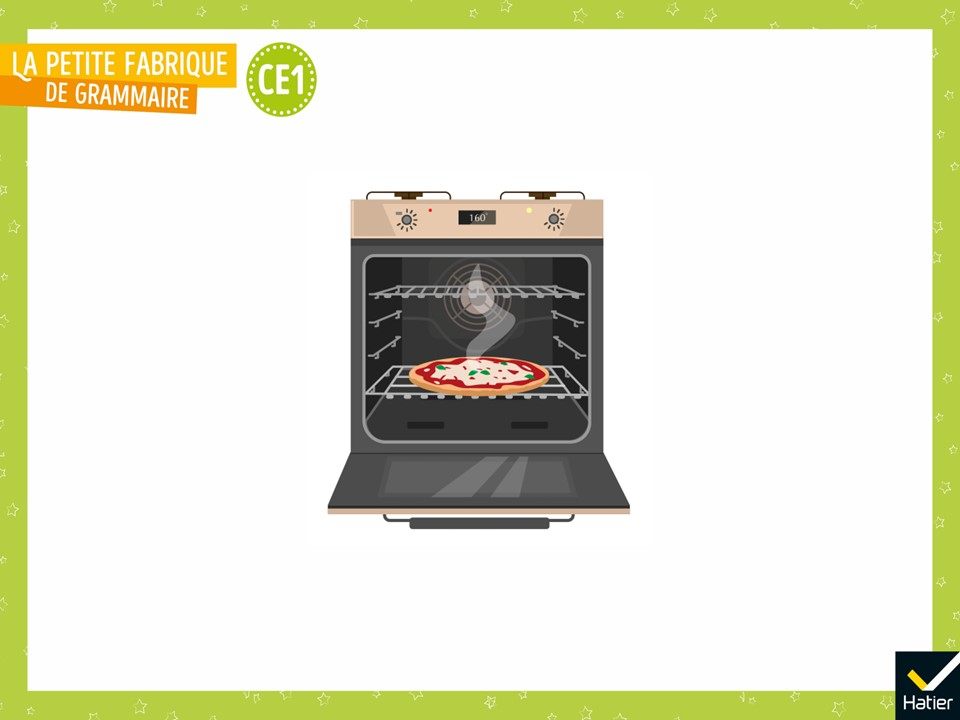 LA PETITE FABRIQUE
DE GRAMMAIRE
CE1
160°
Hatier